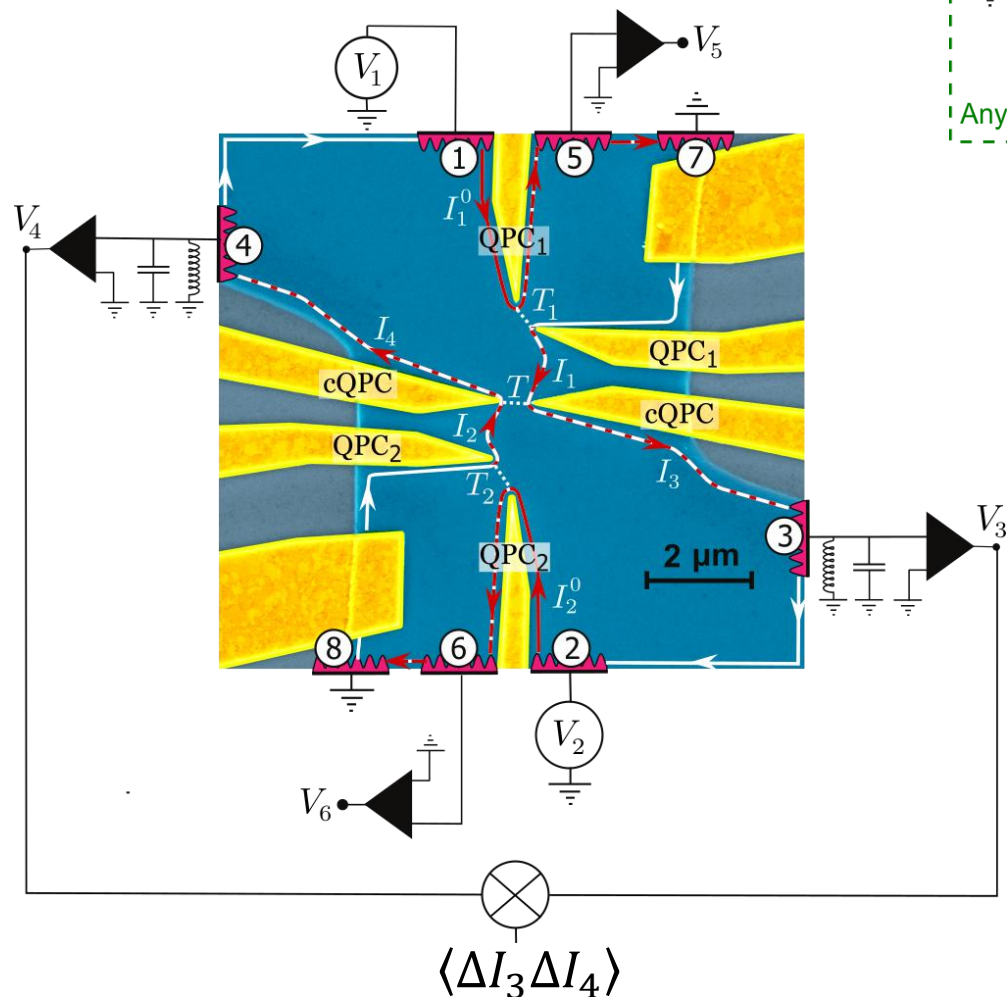 V₁
V₅
Any
1
5
7
I₁⁰
QPC₁
V₄
4
T₁
I₄
I₁
QPC₁
cQPC
T
cQPC
I₂
QPC₂
I₃
T₂
V₃
3
QPC₂
2 μm
I₂⁰
8
6
2
V₂
V₆
⟨ΔI₃ΔI₄⟩